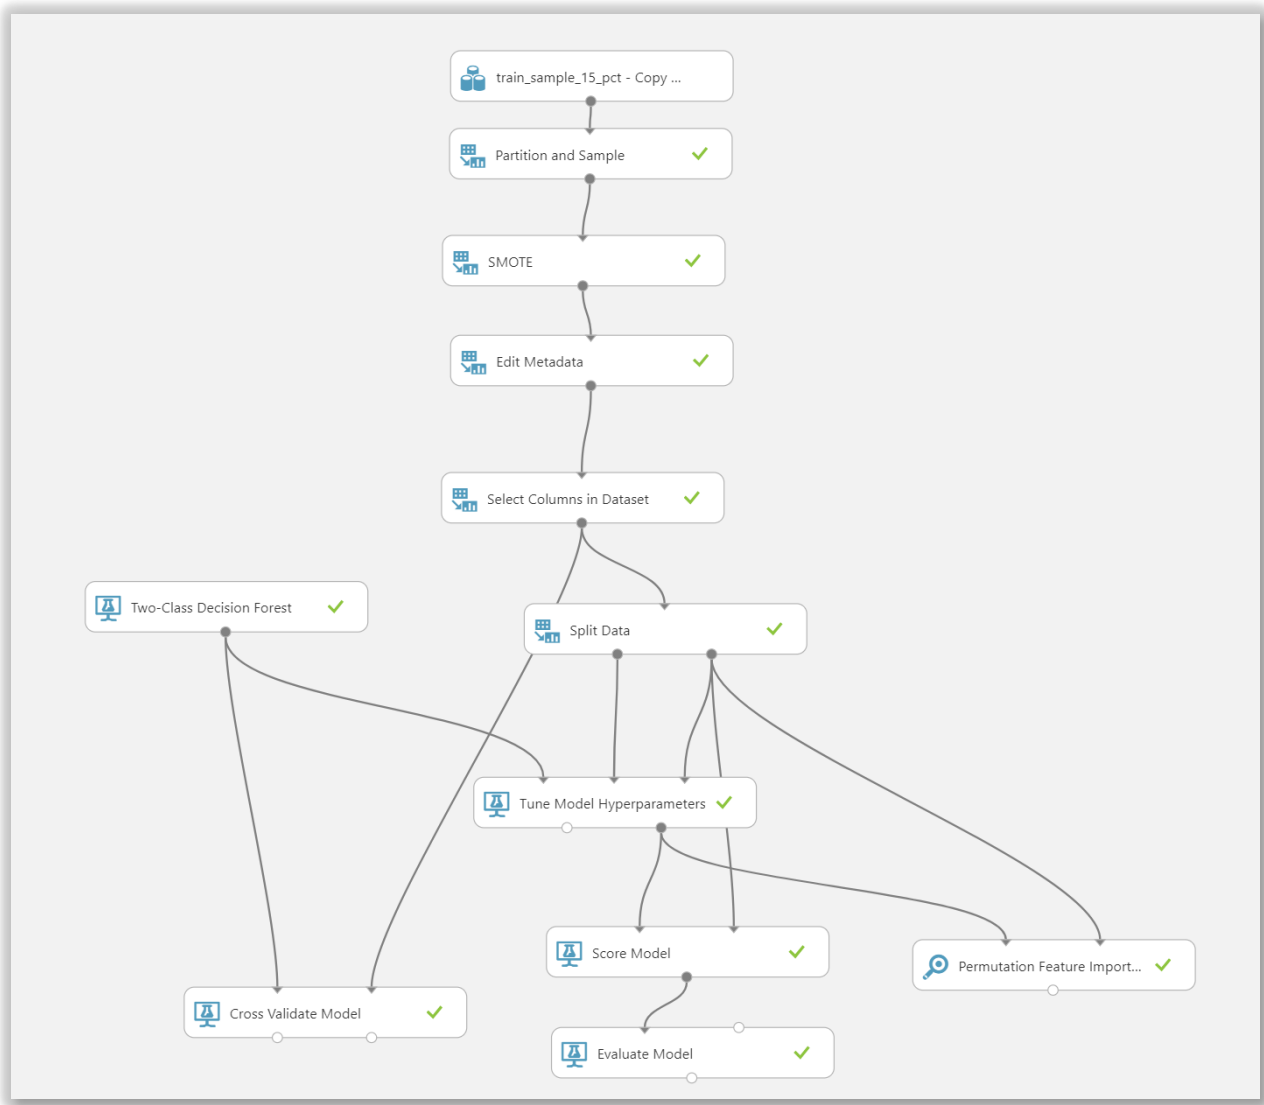 train_sample_15_pct - Copy ...
Partition and Sample
SMOTE
Edit Metadata
Select Columns in Dataset
Two-Class Decision Forest
Split Data
Tune Model Hyperparameters
Score Model
Permutation Feature Import...
Cross Validate Model
Evaluate Model